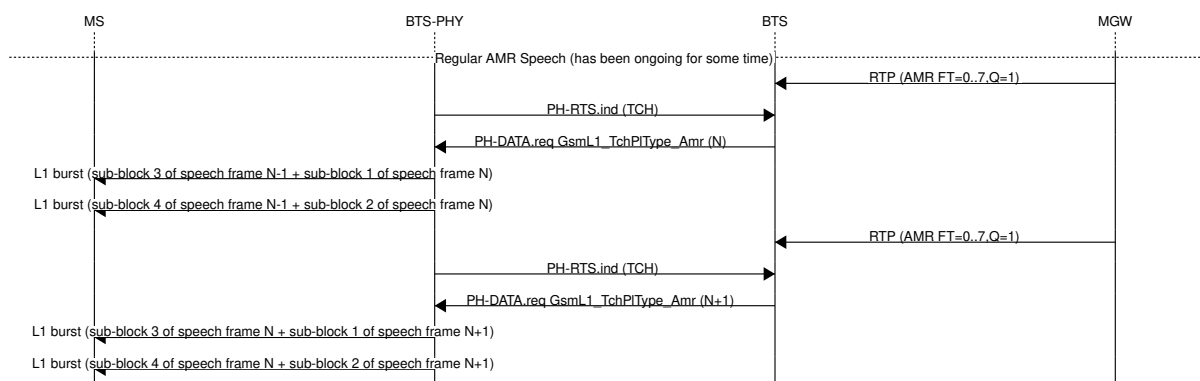 MS BTS-PHY BTS MGW
Regular AMR Speech (has been ongoing for some time)
RTP (AMR FT=0..7,Q=1)
PH-RTS.ind (TCH)
PH-DATA.req GsmL1_TchPlType_Amr (N)
L1 burst (sub-block 3 of speech frame N-1 + sub-block 1 of speech frame N)
L1 burst (sub-block 4 of speech frame N-1 + sub-block 2 of speech frame N)
RTP (AMR FT=0..7,Q=1)
PH-RTS.ind (TCH)
PH-DATA.req GsmL1_TchPlType_Amr (N+1)
L1 burst (sub-block 3 of speech frame N + sub-block 1 of speech frame N+1)
L1 burst (sub-block 4 of speech frame N + sub-block 2 of speech frame N+1)